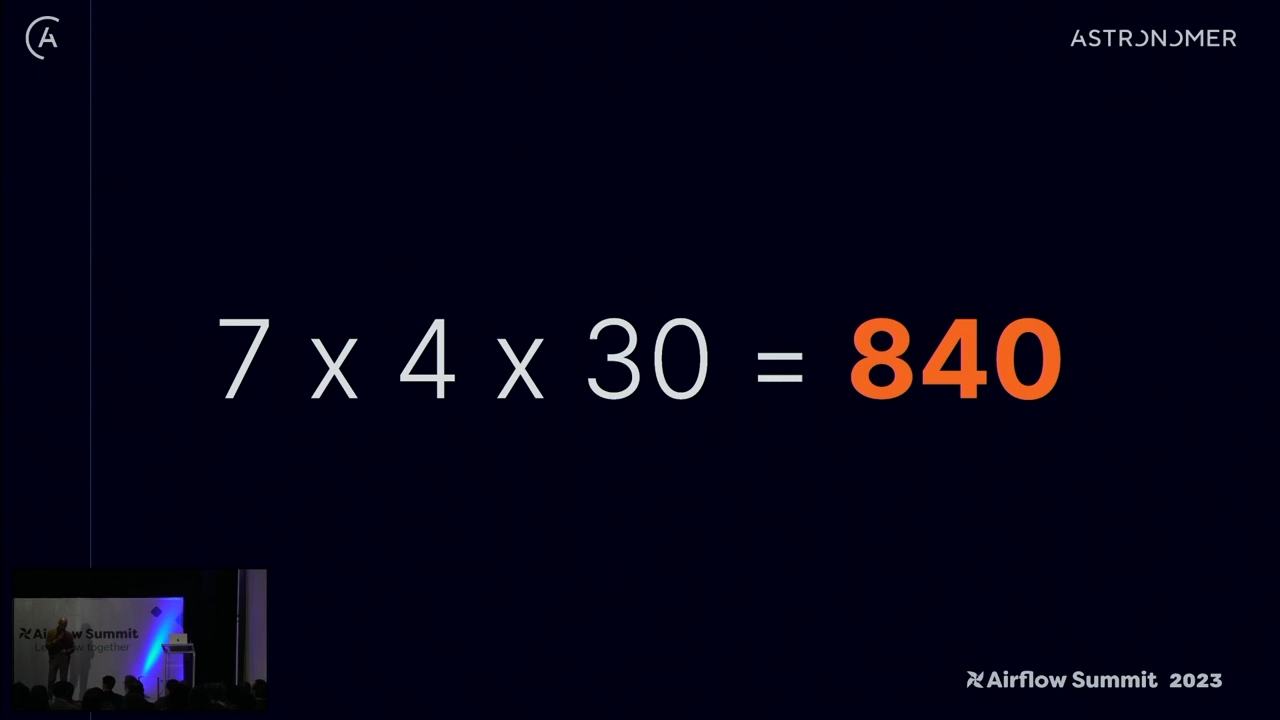 ASTRONOMER
7 x 4 x 30 = 840
Airflow Summit
Airflow Summit 2023